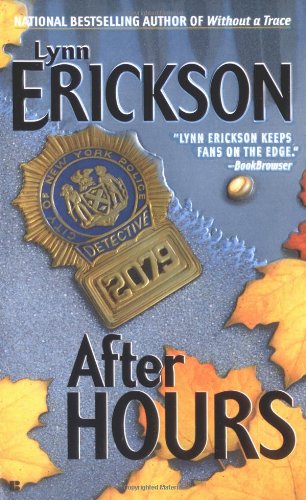 NATIONAL BESTSELLING AUTHOR OF Without a Trace
Lynn
ERICKSON
"LYNN ERICKSON KEEPS
FANS ON THE EDGE."
—BookBrowser
CITY OF NEW YORK POLICE
DETECTIVE
2079
After
HOURS